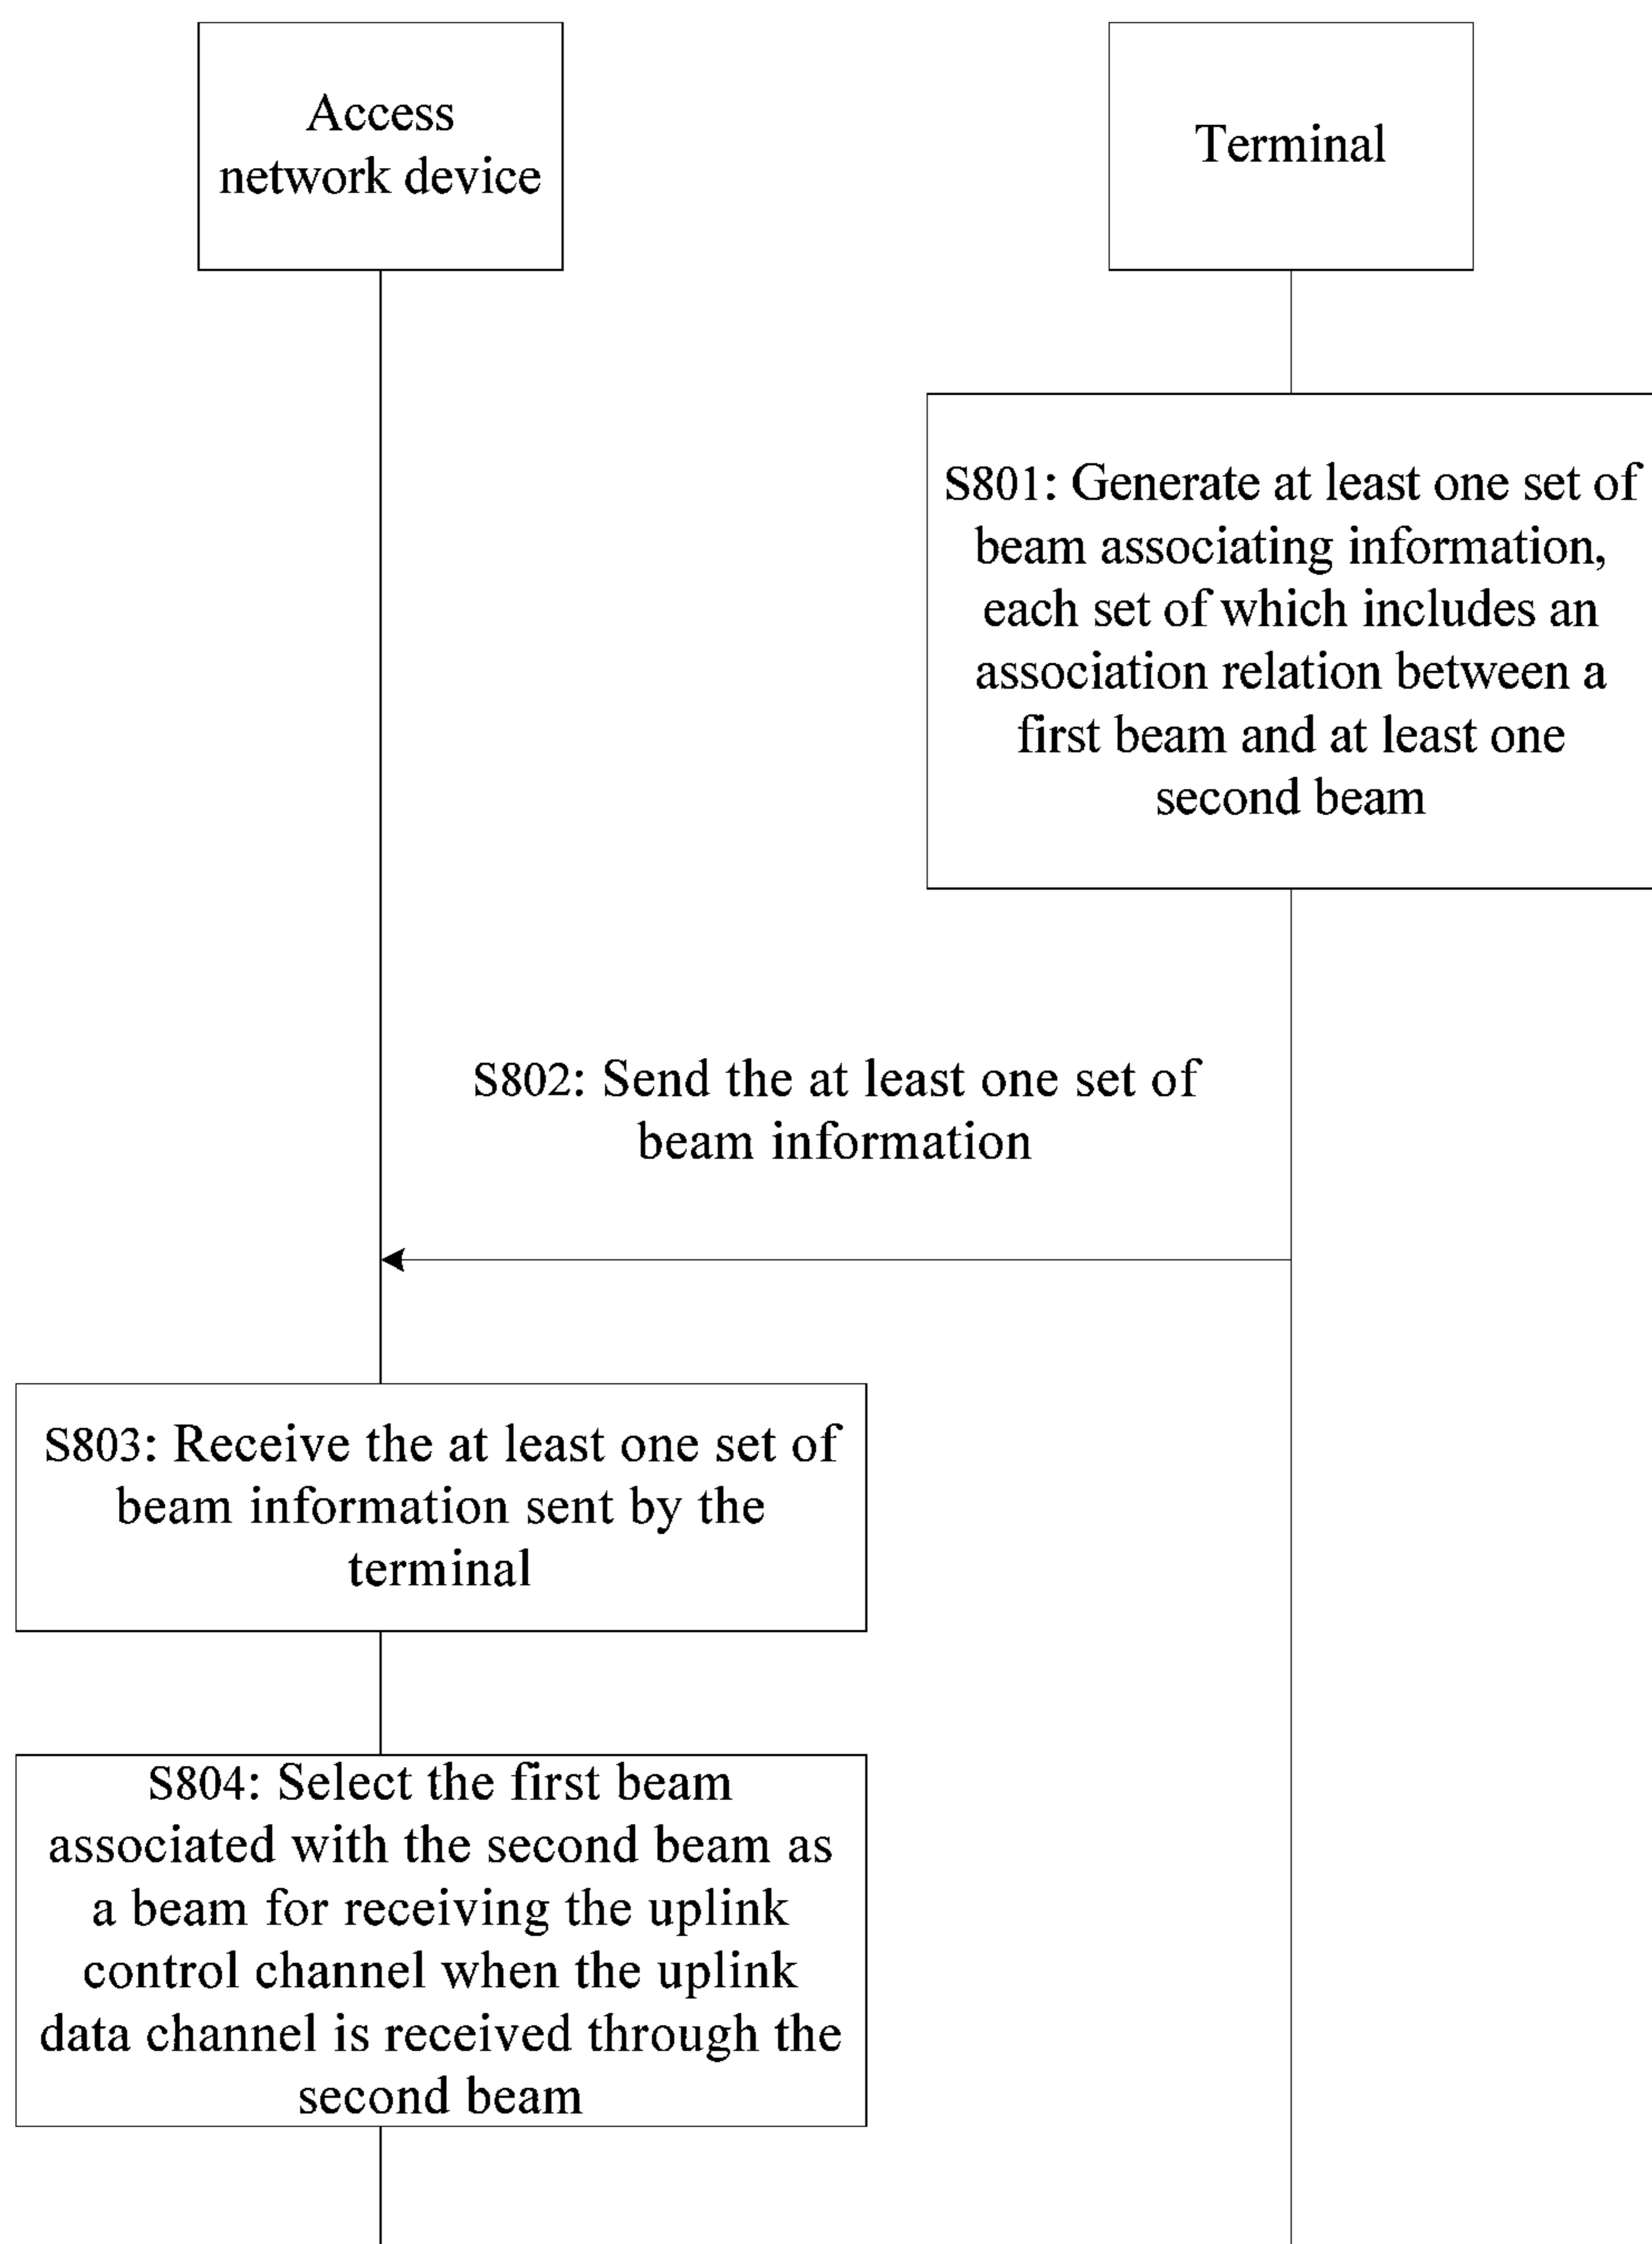 Access
network device
Terminal
S801: Generate at least one set of
beam associating information,
each set of which includes an
association relation between a
first beam and at least one
second beam
S802: Send the at least one set of
beam information
S803: Receive the at least one set of
beam information sent by the
terminal
S804: Select the first beam
associated with the second beam as
a beam for receiving the uplink
control channel when the uplink
data channel is received through the
second beam